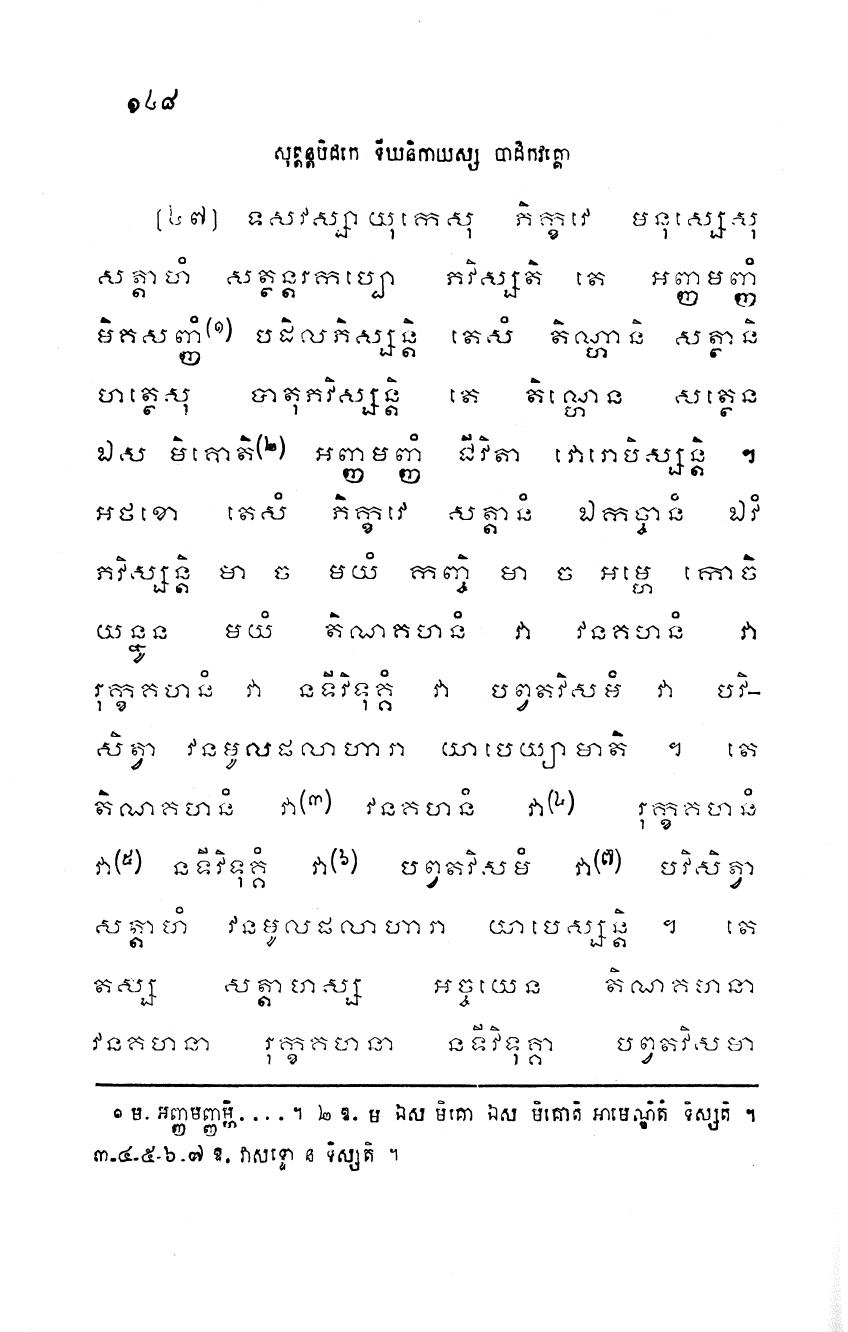 ១៤៨
សុត្តន្តបិដកេ ទីឃនិកាយស្ស បាដិកវគ្គោ
[៤៧] ទសវស្សាយុកេសុ ភិក្ខវេ មនុស្សេសុ
សត្តាហំ សត្ថន្តរកប្បោ ភវិស្សតិ តេ អញ្ញមញ្ញំ
មិគសញ្ញំ(១) បដិលភិស្សន្តិ តេសំ តិណ្ហានិ សត្ថានិ
ហត្ថេសុ បាតុភវិស្សន្តិ តេ តិណ្ហេន សត្ថេន
ឯស មិគោតិ(២) អញ្ញមញ្ញំ ជីវិតា វោរោបិស្សន្តិ ។
អថខោ តេសំ ភិក្ខវេ សត្តានំ ឯកច្ចានំ ឯវំ
ភវិស្សន្តិ មា ច មយំ កញ្ចិ មា ច អម្ហេ កោចិ
យន្នូន មយំ តិណគហនំ វា វនគហនំ វា
រុក្ខគហនំ វា នទីវិទុគ្គំ វា បព្វតវិសមំ វា បវិ-
សិត្វា វនមូលផលាហារា យាបេយ្យាមាតិ ។ តេ
តិណគហនំ វា(៣) វនគហនំ វា(៤) រុក្ខគហនំ
វា(៥) នទីវិទុគ្គំ វា(៦) បព្វតវិសមំ វា(៧) បវិសិត្វា
សត្តាហំ វនមូលផលាហារា យាបេស្សន្តិ ។ តេ
តស្ស សត្តាហស្ស អច្ចយេន តិណគហនា
វនគហនា រុក្ខគហនា នទីវិទុគ្គា បព្វតវិសមា
១ ម. អញ្ញមញ្ញម្ហិ.... ។ ២ ឱ. ម ឯស មិគោ ឯស មិគោតិ អាមេណ្ឌិតំ ទិស្សតិ ។
៣-៤-៥-៦-៧ ឱ. វាសទ្ទោ ន ទិស្សតិ ។